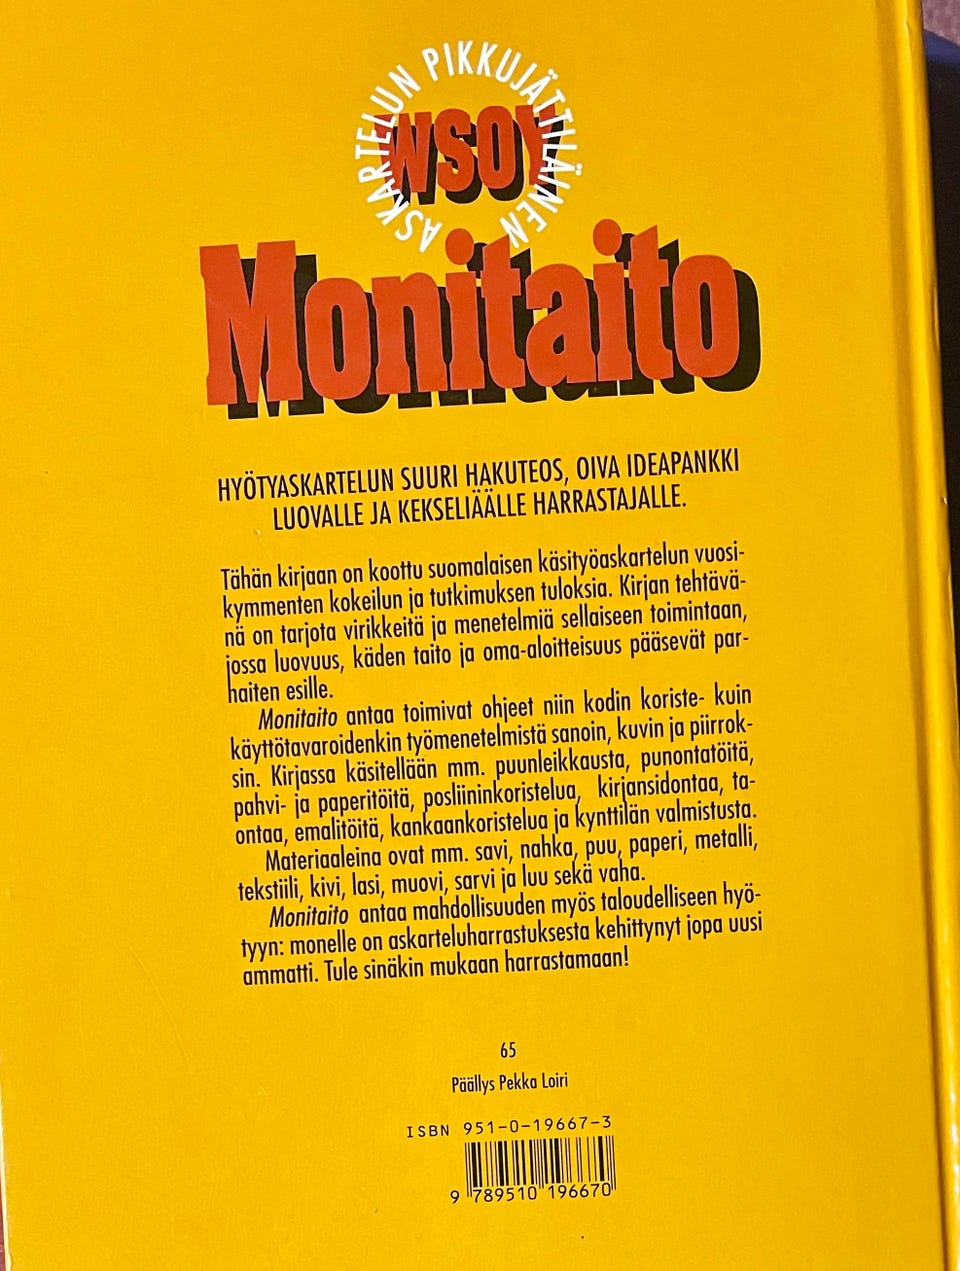 ASKARTELUN PIKKUJÄTTILÄINEN
WSOY
Monitaito
HYÖTYASKARTELUN SUURI HAKUTEOS, OIVA IDEAPANKKI
LUOVALLE JA KEKSELIÄÄLLE HARRASTAJALLE.
Tähän kirjaan on koottu suomalaisen käsityöaskartelun vuosi-
kymmenten kokeilun ja tutkimuksen tuloksia. Kirjan tehtävä-
nä on tarjota virikkeitä ja menetelmiä sellaiseen toimintaan,
jossa luovuus, käden taito ja oma-aloitteisuus pääsevät par-
haiten esille.
Monitaito antaa toimivat ohjeet niin kodin koriste- kuin
käyttötavaroidenkin työmenetelmistä sanoin, kuvin ja piirrok-
sin. Kirjassa käsitellään mm. puunleikkausta, punontatöitä,
pahvi- ja paperitöitä, posliininkoristelua, kirjansidontaa, ta-
ontaa, emalitöitä, kankaankoristelua ja kynttilän valmistusta.
Materiaaleina ovat mm. savi, nahka, puu, paperi, metalli,
tekstiili, kivi, lasi, muovi, sarvi ja luu sekä vaha.
Monitaito antaa mahdollisuuden myös taloudelliseen hyö-
tyyn: monelle on askarteluharrastuksesta kehittynyt jopa uusi
ammatti. Tule sinäkin mukaan harrastamaan!
65
Päällys Pekka Loiri
ISBN 951-0-19667-3
9 789510 196670